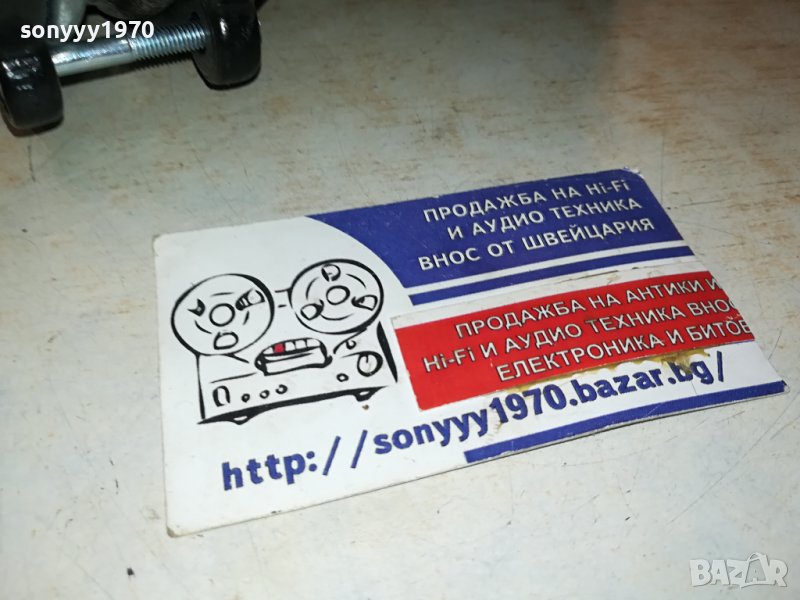 sonyyy1970
ПРОДАЖБА НА Hi-Fi
И АУДИО ТЕХНИКА
ВНОС ОТ ШВЕЙЦАРИЯ
ПРОДАЖБА НА АНТИКИ И
Hi-Fi И АУДИО ТЕХНИКА ВНОС
ЕЛЕКТРОНИКА И БИТОВ
http://sonyyy1970.bazar.bg/
BAZAR